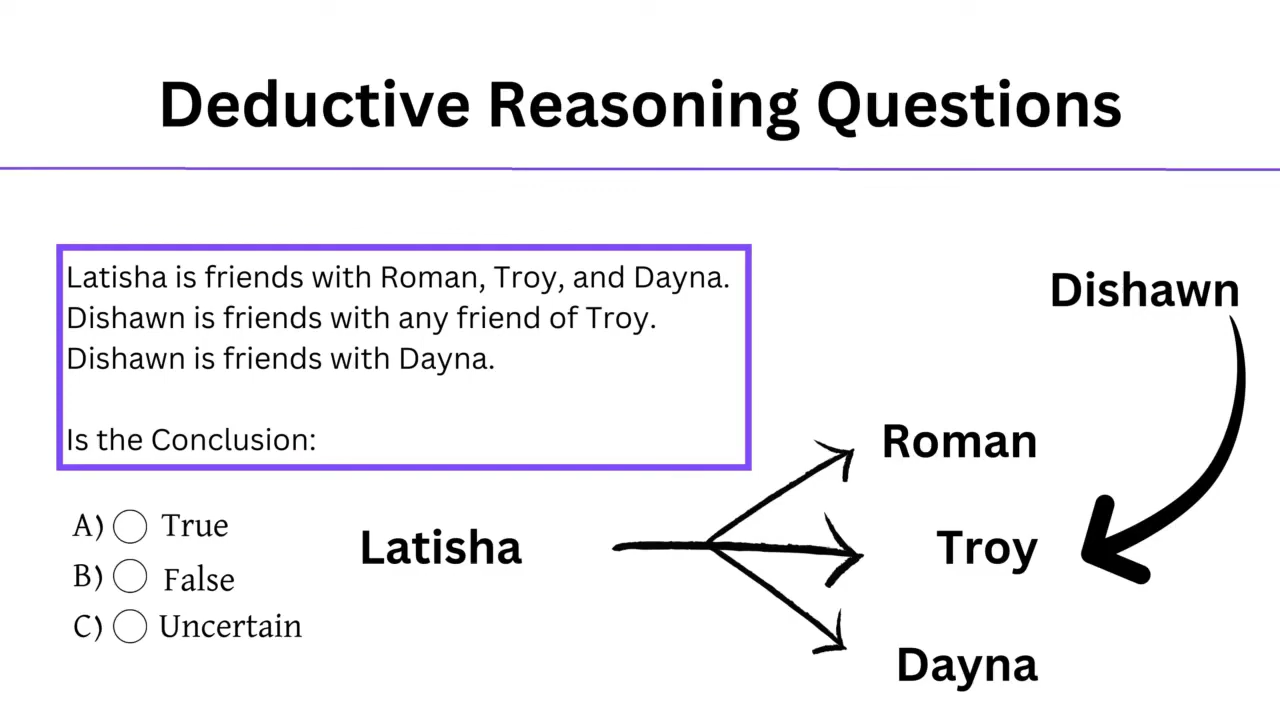 Deductive Reasoning Questions
Latisha is friends with Roman, Troy, and Dayna.
Dishawn is friends with any friend of Troy.
Dishawn is friends with Dayna.
Is the Conclusion:
A) True
B) False
C) Uncertain
Latisha
Dishawn
Roman
Troy
Dayna